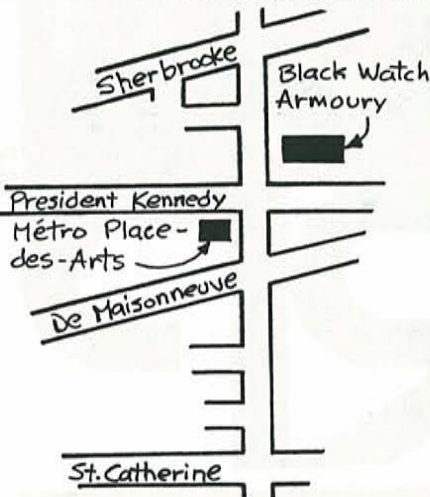 Sherbrooke
Black Watch
Armoury
President Kennedy
Métro Place-
des-Arts
De Maisonneuve
St. Catherine